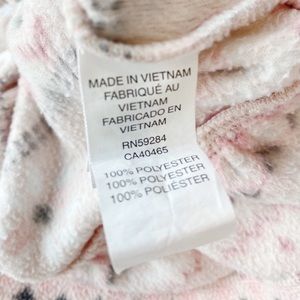 MADE IN VIETNAM
FABRIQUÉ AU
VIETNAM
FABRICADO EN
VIETNAM
RN59284
CA40465
100% POLYESTER
100% POLYESTER
100% POLIÉSTER